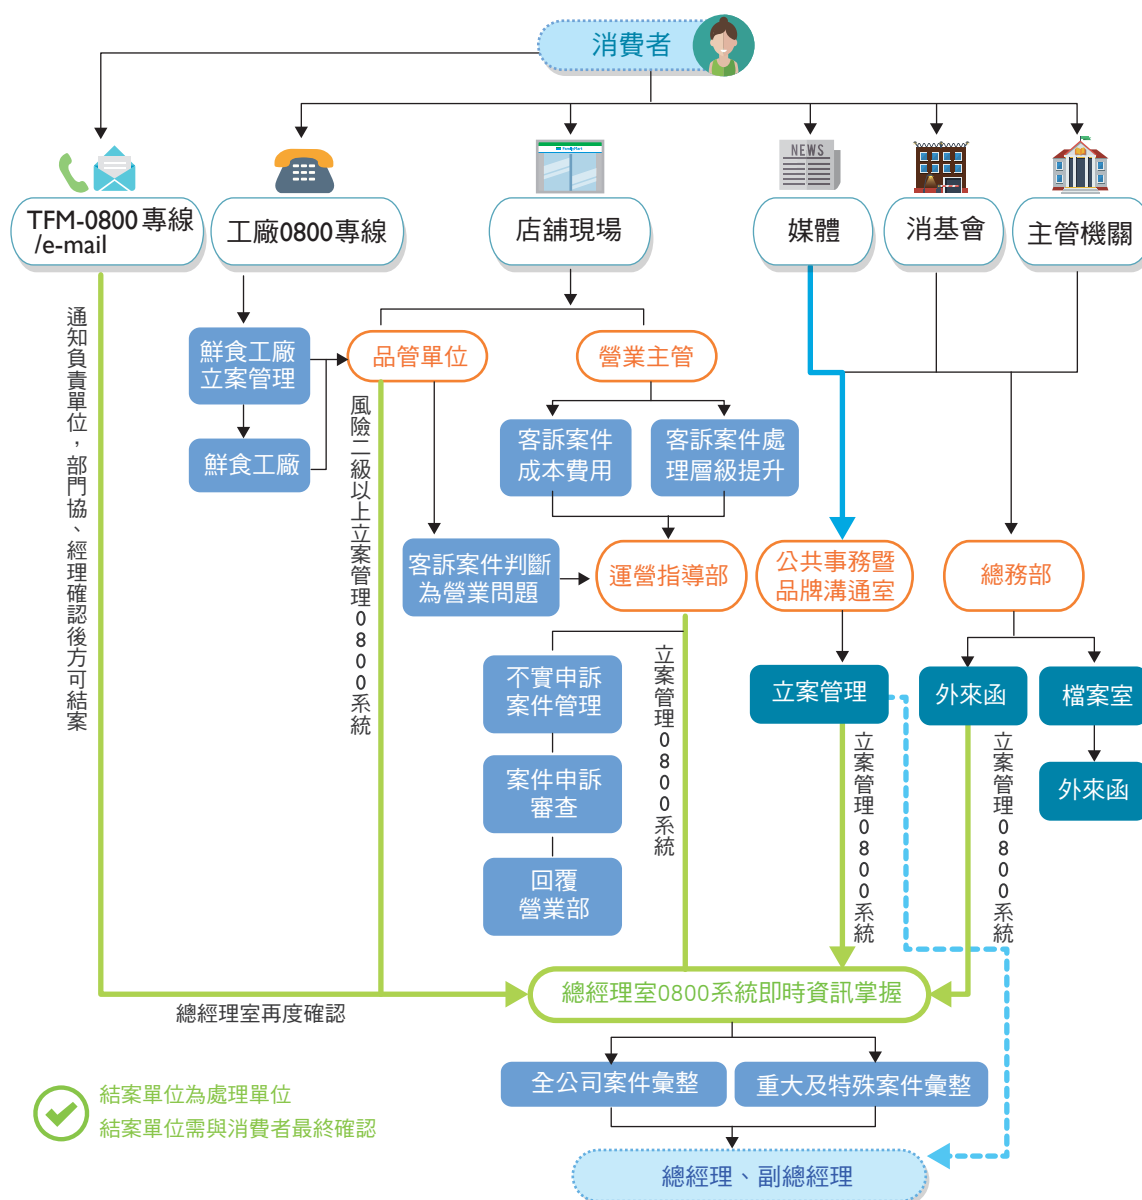 消費者
NEWS
FamilyMart
TFM-0800 專線
/e-mail
工廠0800專線
店舖現場
媒體
消基會
主管機關
通知負責單位，部門協、經理確認後方可結案
鮮食工廠
立案管理
鮮食工廠
品管單位
營業主管
風險二級以上立案管理0800系統
客訴案件
成本費用
客訴案件處
理層級提升
客訴案件判斷
為營業問題
運營指導部
公共事務暨
品牌溝通室
總務部
不實申訴
案件管理
案件申訴
審查
回覆
營業部
立案管理0800系統
立案管理
立案管理0800系統
外來函
檔案室
外來函
立案管理0800系統
總經理室再度確認
總經理室0800系統即時資訊掌握
全公司案件彙整
重大及特殊案件彙整
結案單位為處理單位
結案單位需與消費者最終確認
總經理、副總經理